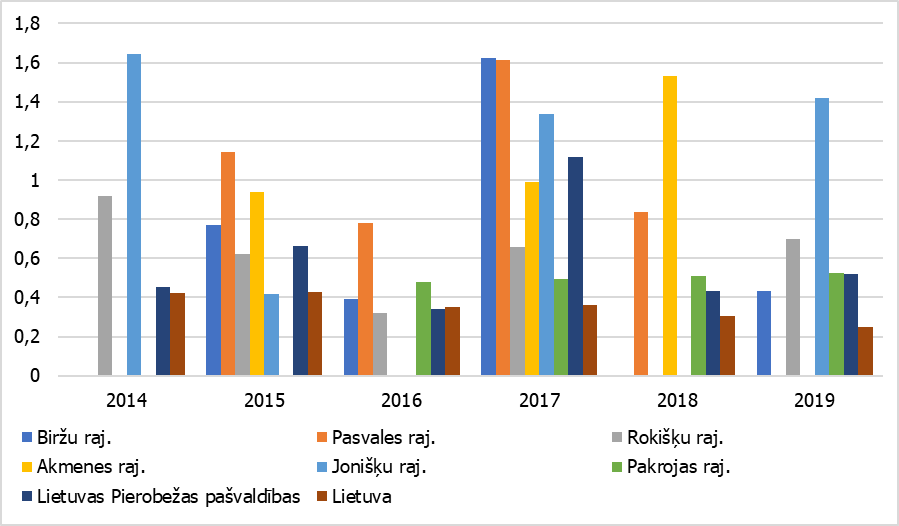 1,8
1,6
1,4
1,2
1
0,8
0,6
0,4
0,2
0
2014 2015 2016 2017 2018 2019
Biržu raj. Pasvales raj. Rokišķu raj.
Akmenes raj. Jonišķu raj. Pakrojas raj.
Lietuvas Pierobežas pašvaldības Lietuva